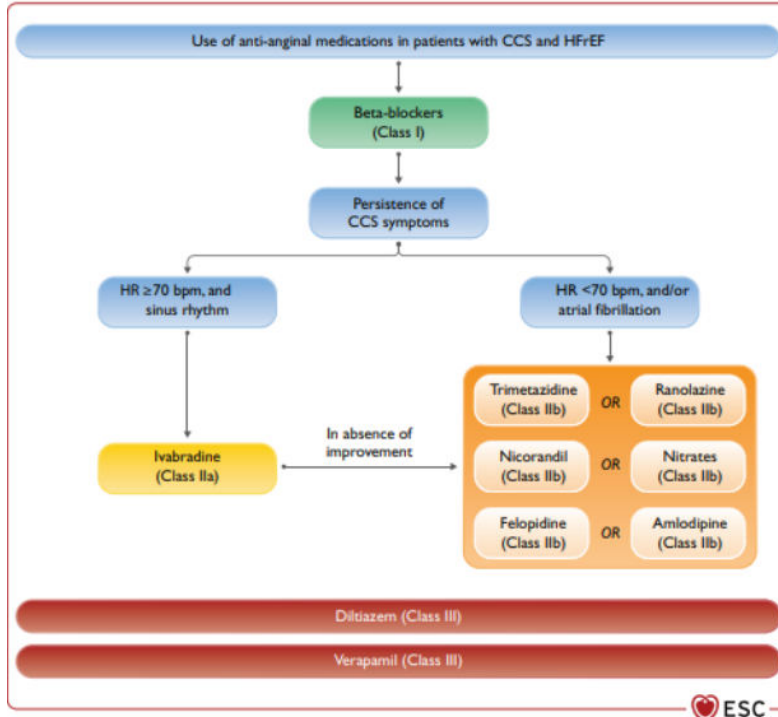 Use of anti-anginal medications in patients with CCS and HFrEF
Beta-blockers
(Class I)
Persistence of
CCS symptoms
HR ≥70 bpm, and
sinus rhythm
HR <70 bpm, and/or
atrial fibrillation
Trimetazidine
(Class IIb)
OR
Ranolazine
(Class IIb)
Ivabradine
(Class IIa)
In absence of
improvement
Nicorandil
(Class IIb)
OR
Nitrates
(Class IIb)
Felopidine
(Class IIb)
OR
Amlodipine
(Class IIb)
Diltiazem (Class III)
Verapamil (Class III)
ESC